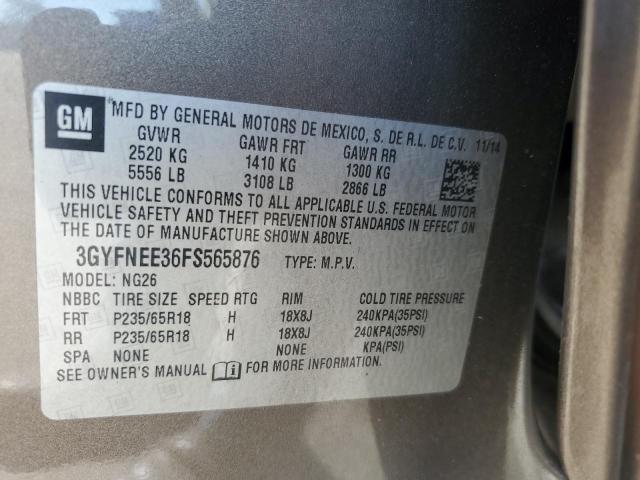 GM
MFD BY GENERAL MOTORS DE MEXICO, S. DE R.L. DE C.V. 11/14
GVWR GAWR FRT GAWR RR
2520 KG 1410 KG 1300 KG
5556 LB 3108 LB 2866 LB
THIS VEHICLE CONFORMS TO ALL APPLICABLE U.S. FEDERAL MOTOR
VEHICLE SAFETY AND THEFT PREVENTION STANDARDS IN EFFECT ON
THE DATE OF MANUFACTURE SHOWN ABOVE.
3GYFNEE36FS565876 TYPE: M.P.V.
MODEL: NG26
NBBC TIRE SIZE SPEED RTG RIM COLD TIRE PRESSURE
FRT P235/65R18 H 18X8J 240KPA(35PSI)
RR P235/65R18 H 18X8J 240KPA(35PSI)
SPA NONE NONE KPA(PSI)
SEE OWNER'S MANUAL FOR MORE INFORMATION.